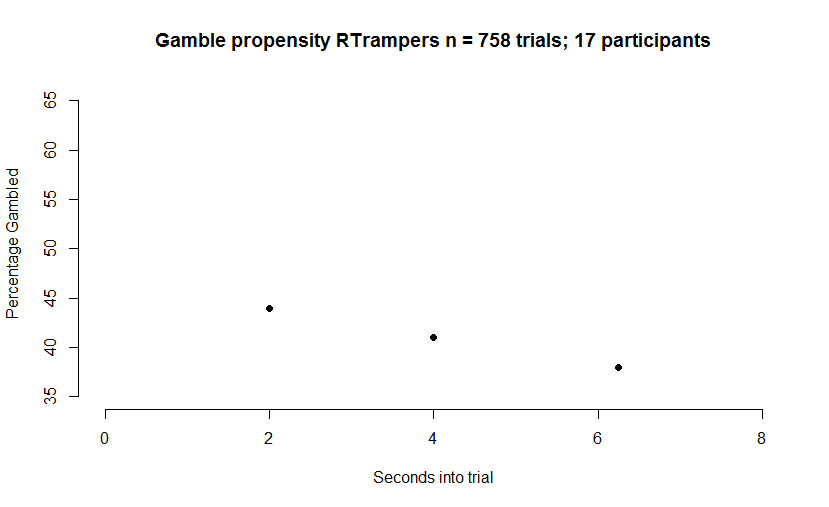 Gamble propensity RTrampers n = 758 trials; 17 participants
Percentage Gambled
65
60
55
50
45
40
35
0 2 4 6 8
Seconds into trial